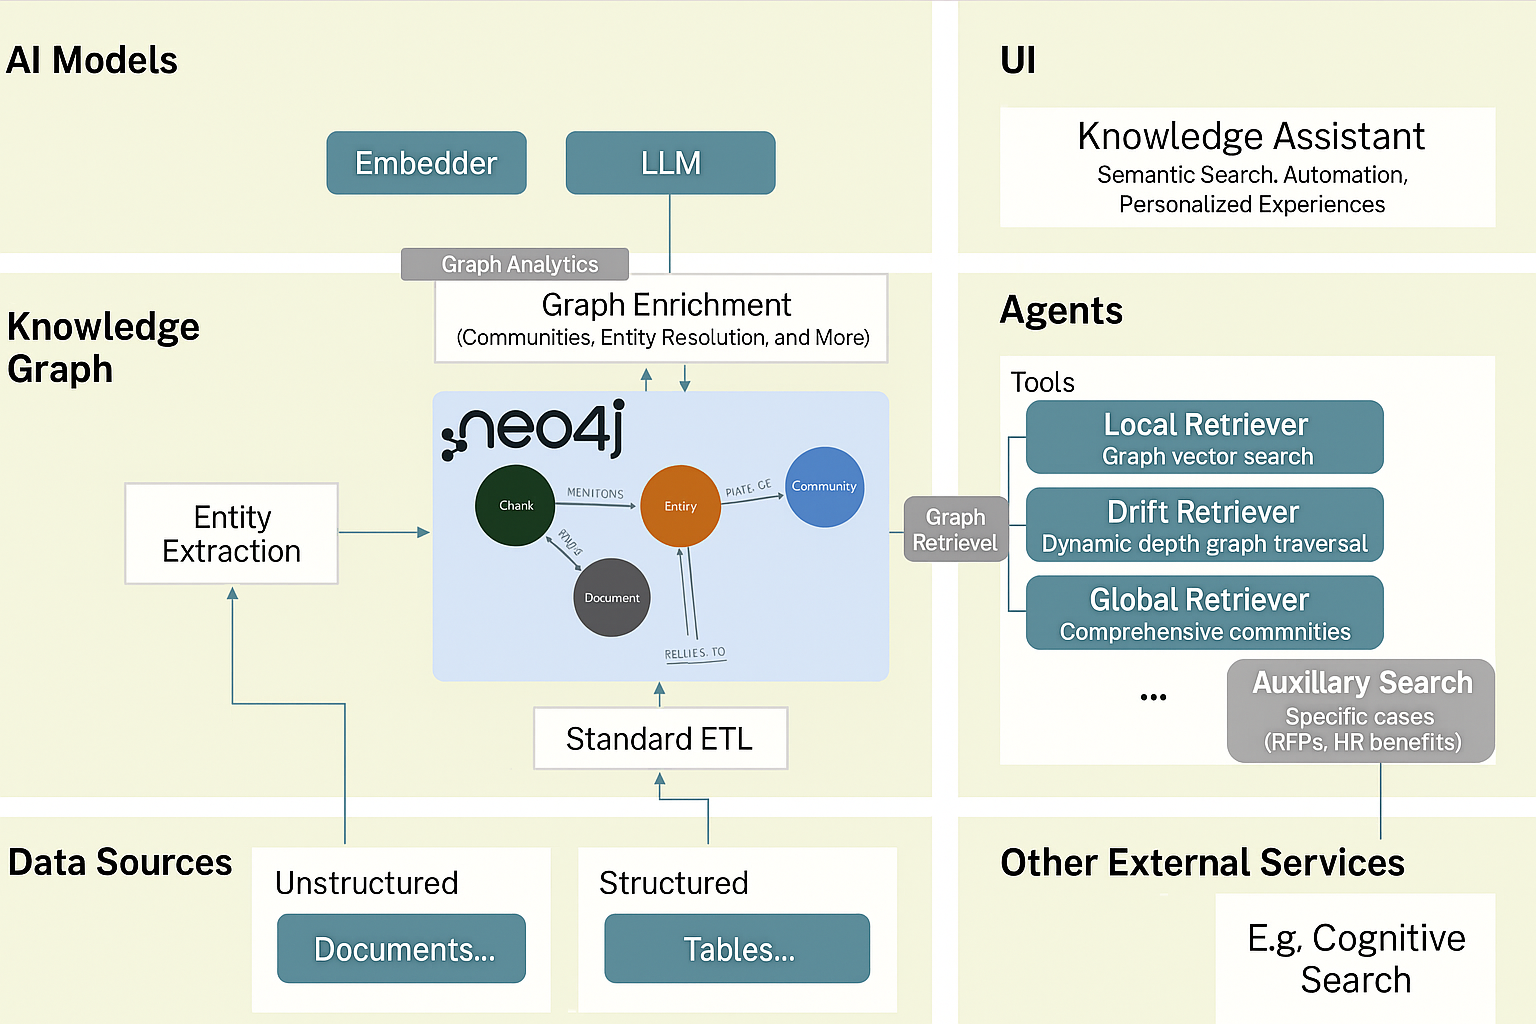 AI Models
Embedder
LLM
Graph Analytics
Graph Enrichment
(Communities, Entity Resolution, and More)
Knowledge
Graph
neo4j
Chank
MENITONS
Entiry
PIATE. GE
Community
Document
RELLIES. TO
Entity
Extraction
Standard ETL
Data Sources
Unstructured
Documents...
Structured
Tables...
UI
Knowledge Assistant
Semantic Search. Automation,
Personalized Experiences
Agents
Tools
Graph
Retrievel
Local Retriever
Graph vector search
Drift Retriever
Dynamic depth graph traversal
Global Retriever
Comprehensive commnities
...
Auxillary Search
Specific cases
(RFPs, HR benefits)
Other External Services
E.g, Cognitive
Search